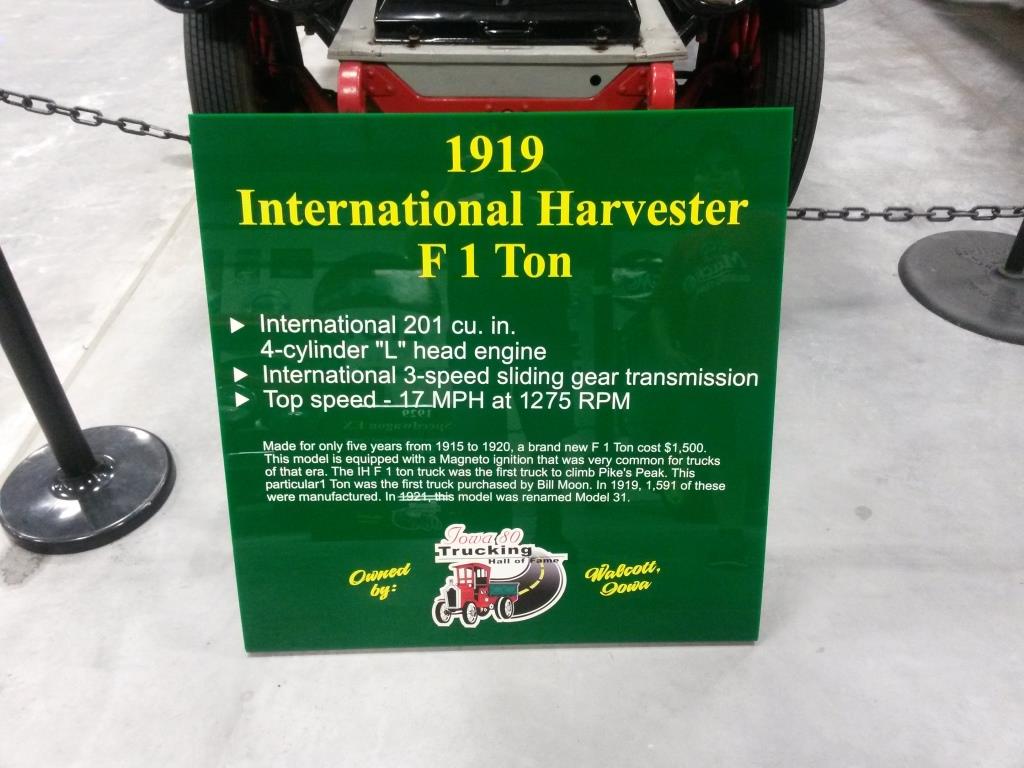 1919
International Harvester
F 1 Ton
International 201 cu. in.
4-cylinder "L" head engine
International 3-speed sliding gear transmission
Top speed - 17 MPH at 1275 RPM
Made for only five years from 1915 to 1920, a brand new F 1 Ton cost $1,500.
This model is equipped with a Magneto ignition that was very common for trucks
of that era. The IH F 1 ton truck was the first truck to climb Pike's Peak. This
particular1 Ton was the first truck purchased by Bill Moon. In 1919, 1,591 of these
were manufactured. In 1921, this model was renamed Model 31.
Iowa 80
Trucking
Hall of Fame
Owned
by:
Walcott,
Iowa